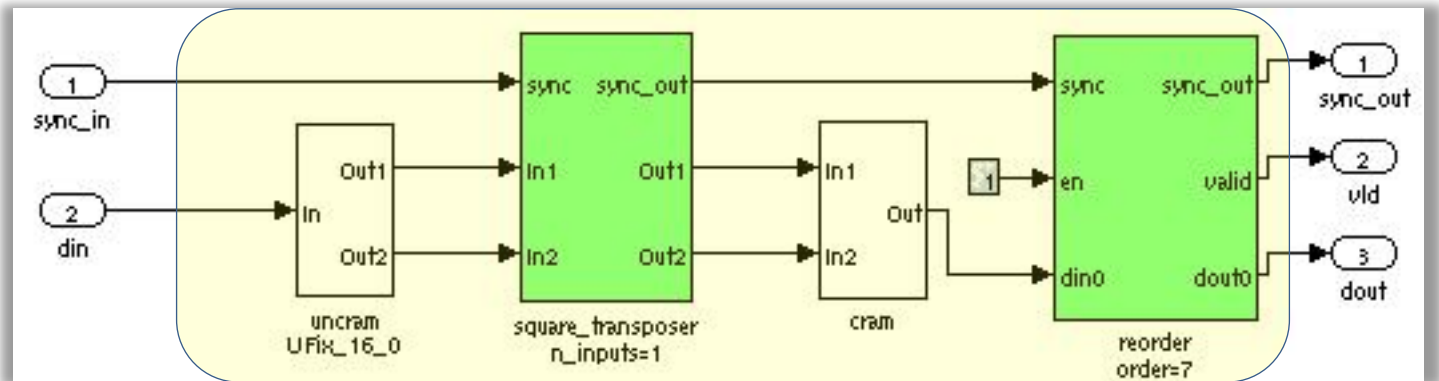 1
sync_in
2
din
In
Out1
Out2
uncram
UFix_16_0
sync
sync_out
In1
Out1
In2
Out2
square_transposer
n_inputs=1
In1
Out
In2
cram
1
sync
sync_out
en
valid
din0
dout0
reorder
order=7
1
sync_out
2
vld
3
dout